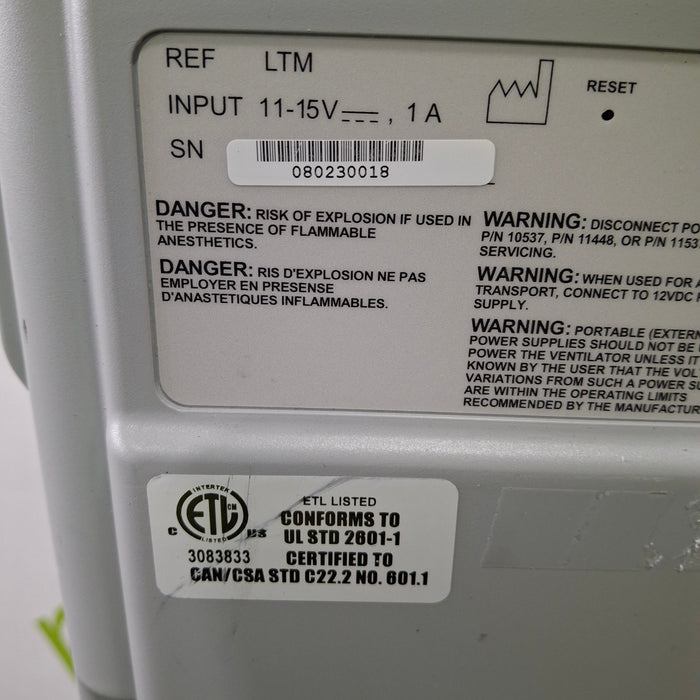 REF LTM
INPUT 11-15V , 1 A
RESET
SN
080230018
DANGER: RISK OF EXPLOSION IF USED IN
THE PRESENCE OF FLAMMABLE
ANESTHETICS.
DANGER: RIS D'EXPLOSION NE PAS
EMPLOYER EN PRESENSE
D'ANASTETIQUES INFLAMMABLES.
WARNING: DISCONNECT PO
P/N 10537, P/N 11448, OR P/N 1153
SERVICING.
WARNING: WHEN USED FOR A
TRANSPORT, CONNECT TO 12VDC
SUPPLY.
WARNING: PORTABLE (EXTERN
POWER SUPPLIES SHOULD NOT BE
POWER THE VENTILATOR UNLESS IT
KNOWN BY THE USER THAT THE VOL
VARIATIONS FROM SUCH A POWER SU
ARE WITHIN THE OPERATING LIMITS
RECOMMENDED BY THE MANUFACTUR
INTERTEK
ETL CM
LISTED
C US
3083833
ETL LISTED
CONFORMS TO
UL STD 2601-1
CERTIFIED TO
CAN/CSA STD C22.2 NO. 601.1